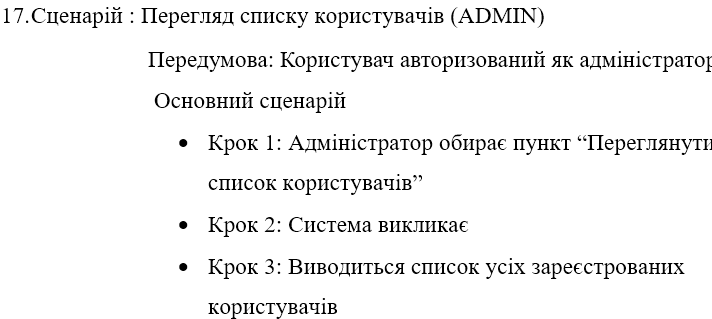 17.Сценарій : Перегляд списку користувачів (ADMIN)
Передумова: Користувач авторизований як адміністратор
Основний сценарій
• Крок 1: Адміністратор обирає пункт “Переглянути
список користувачів”
• Крок 2: Система викликає
• Крок 3: Виводиться список усіх зареєстрованих
користувачів